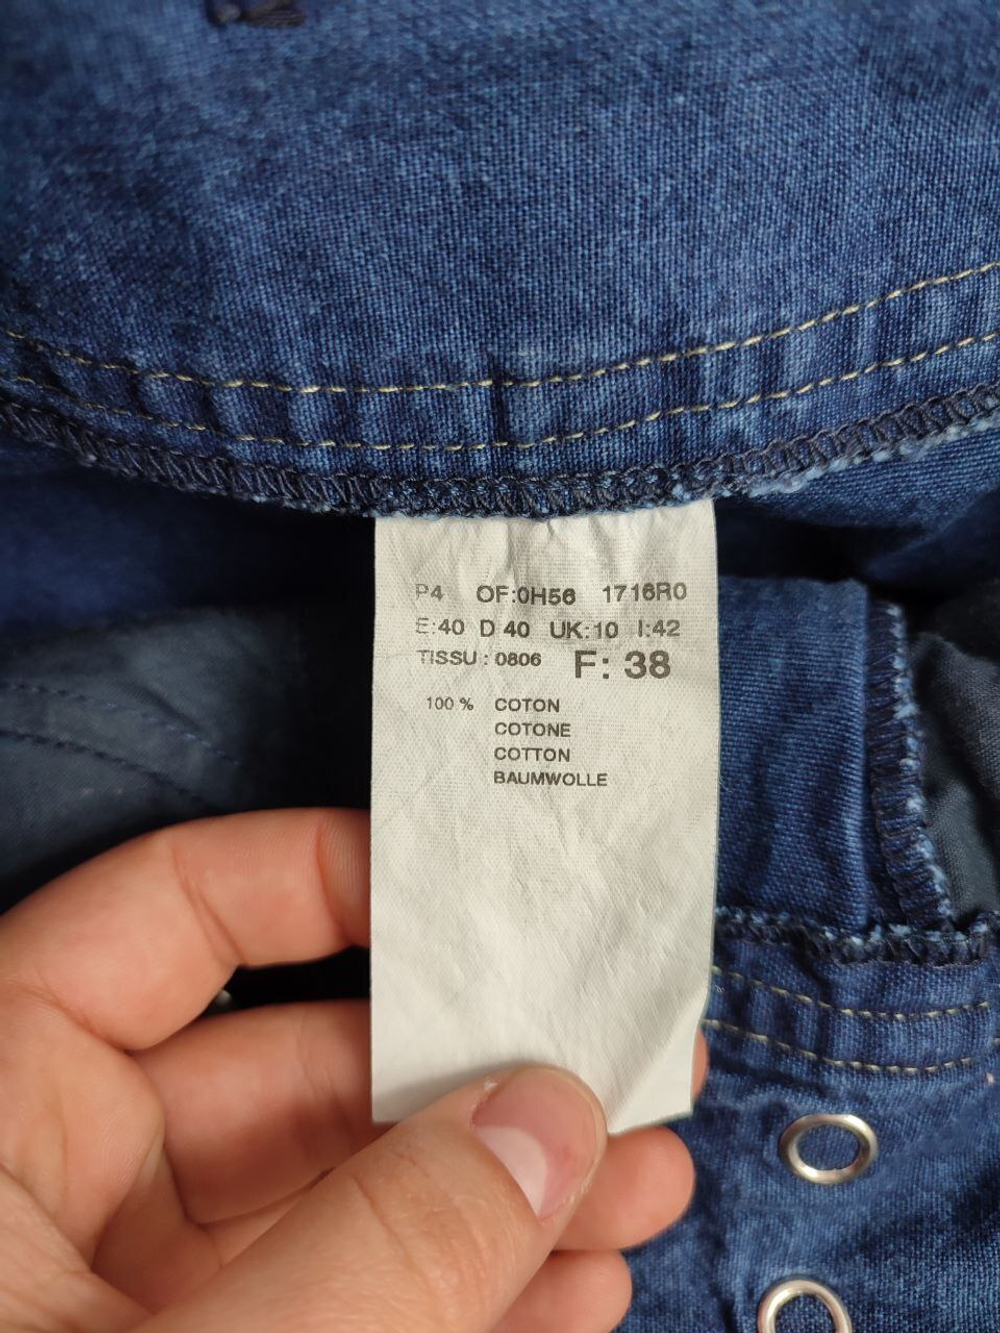 P4 OF:0H56 1716R0
E:40 D 40 UK:10 I:42
TISSU : 0806 F: 38
100 % COTON
COTONE
COTTON
BAUMWOLLE